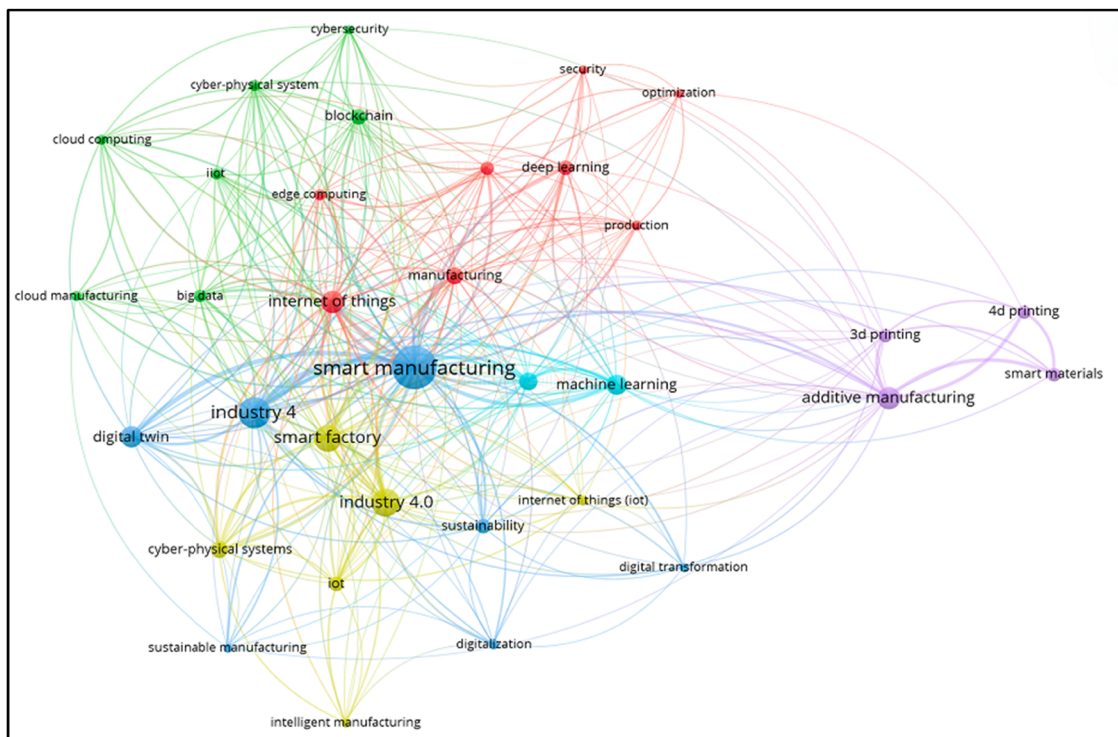 cybersecurity
security
cyber-physical system
optimization
blockchain
cloud computing
deep learning
iiot
edge computing
production
manufacturing
cloud manufacturing
big data
internet of things
4d printing
3d printing
smart manufacturing
smart materials
machine learning
additive manufacturing
industry 4
digital twin
smart factory
industry 4.0
internet of things (iot)
sustainability
cyber-physical systems
digital transformation
iot
sustainable manufacturing
digitalization
intelligent manufacturing